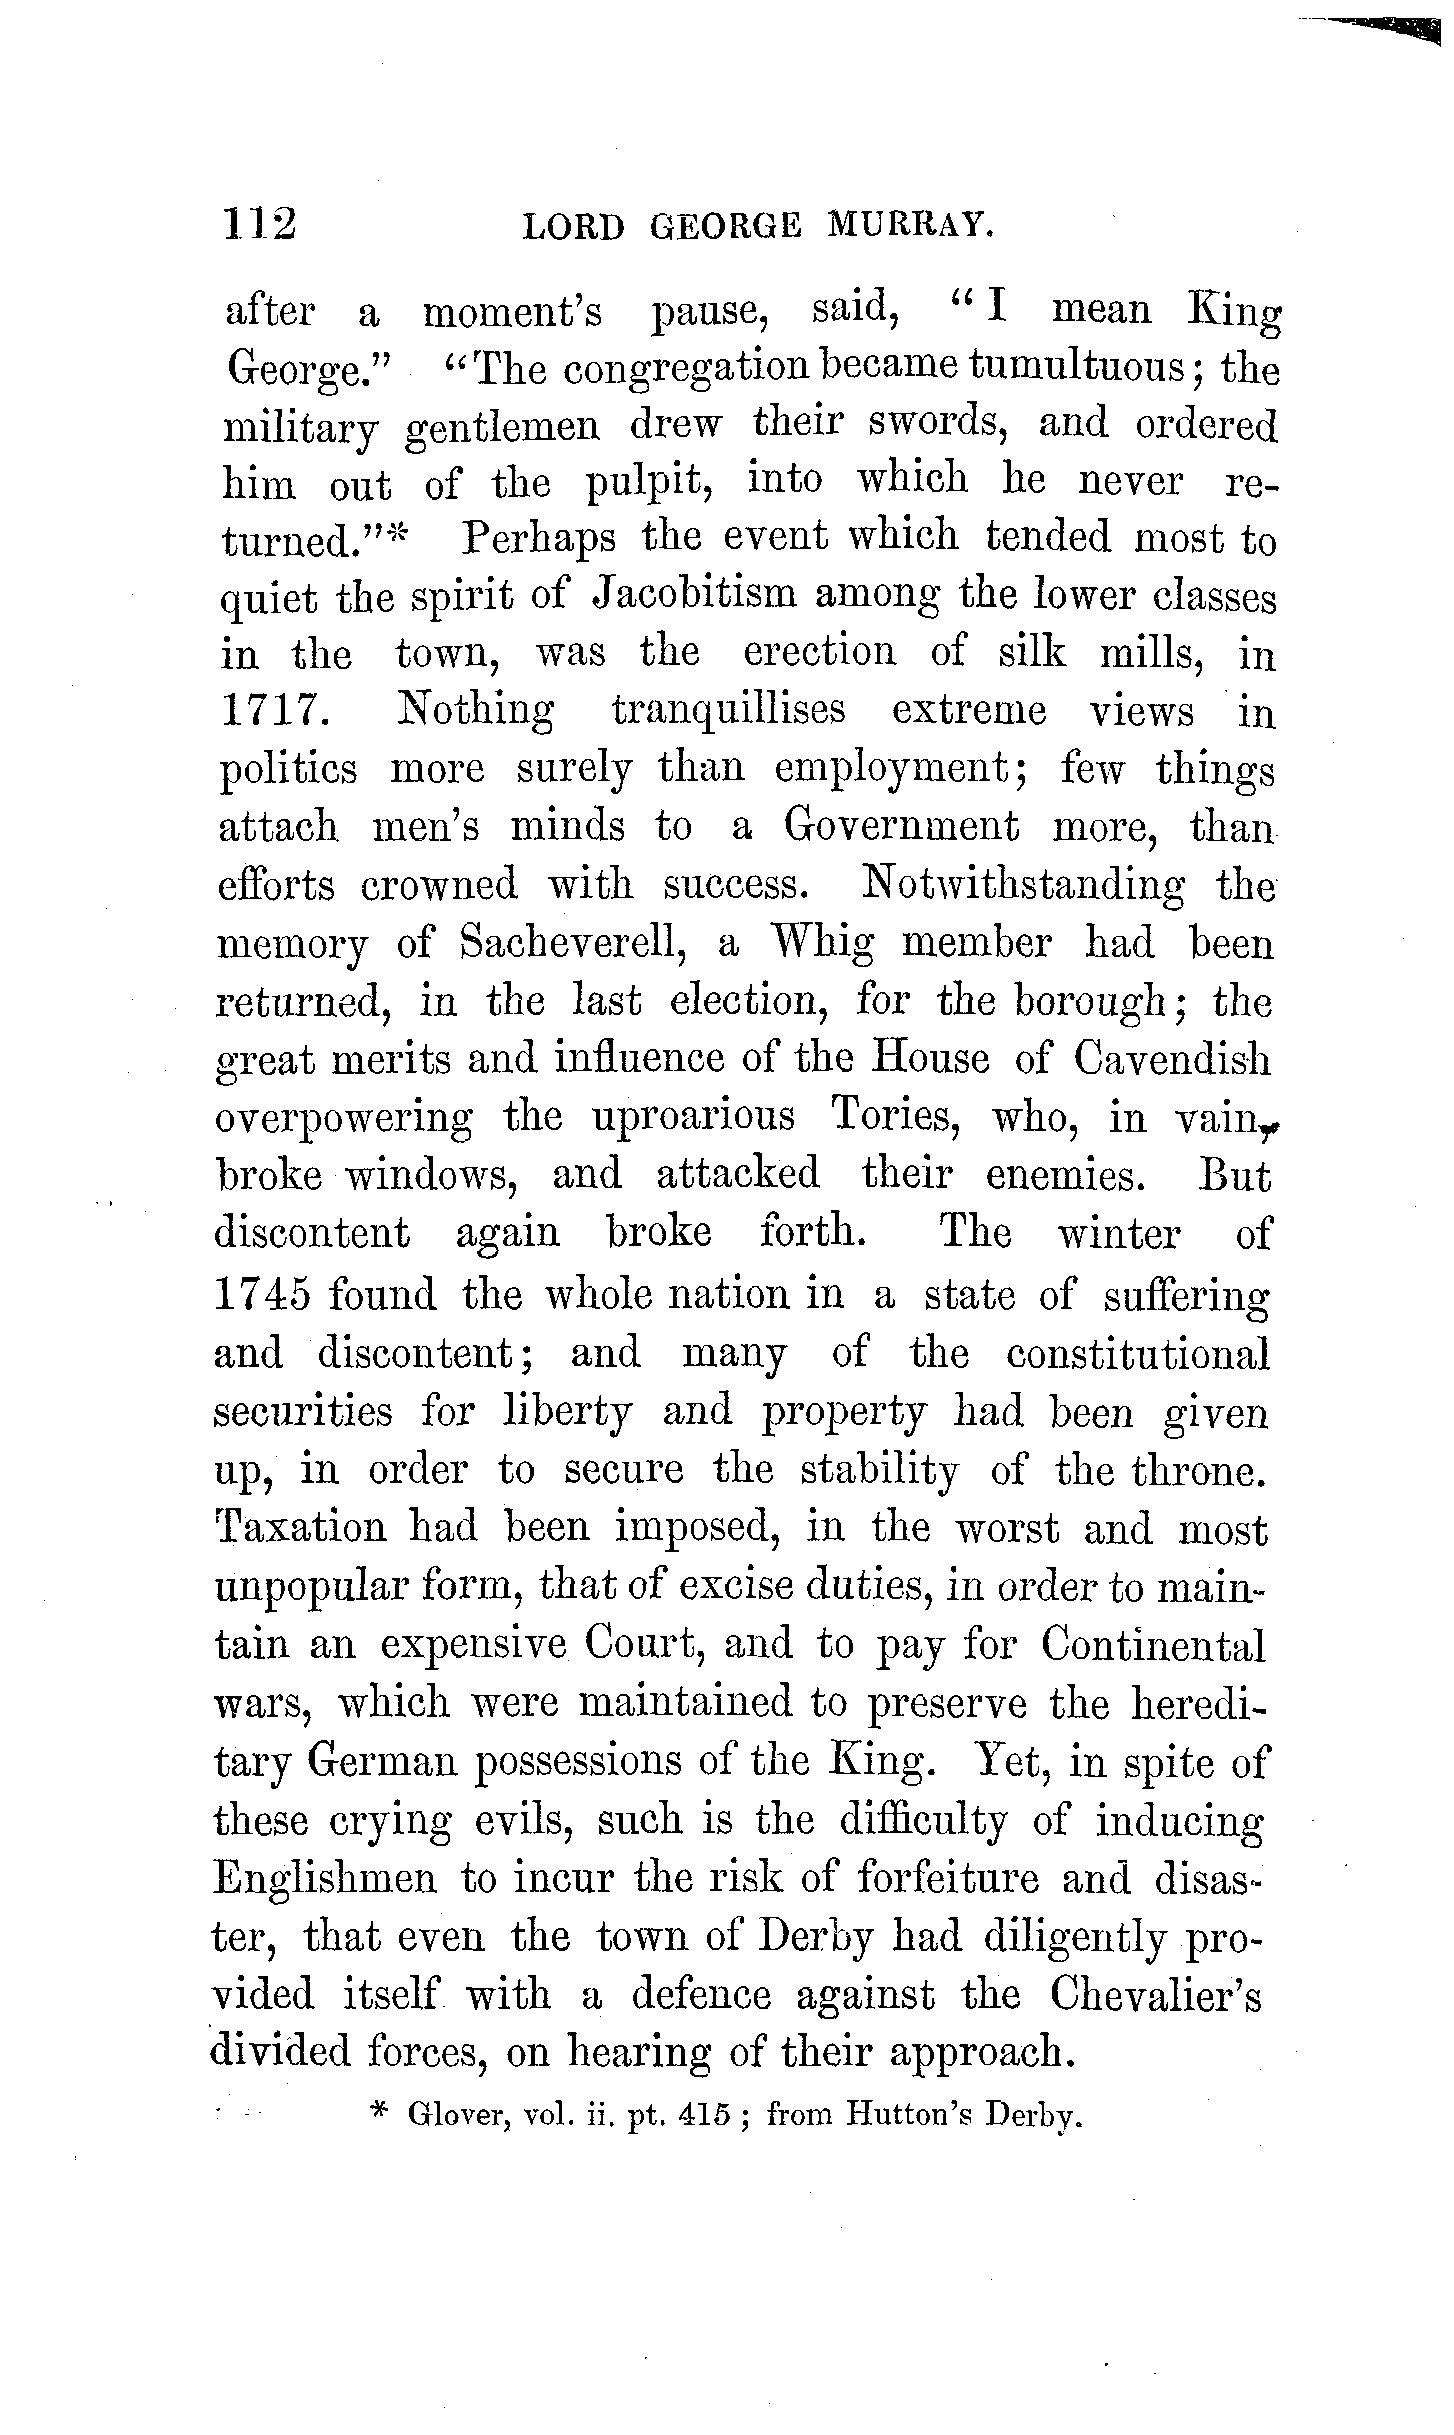 112 LORD GEORGE MURRAY.
after a moment's pause, said, "I mean King
George." "The congregation became tumultuous; the
military gentlemen drew their swords, and ordered
him out of the pulpit, into which he never re-
turned."* Perhaps the event which tended most to
quiet the spirit of Jacobitism among the lower classes
in the town, was the erection of silk mills, in
1717. Nothing tranquillises extreme views in
politics more surely than employment; few things
attach men's minds to a Government more, than
efforts crowned with success. Notwithstanding the
memory of Sacheverell, a Whig member had been
returned, in the last election, for the borough; the
great merits and influence of the House of Cavendish
overpowering the uproarious Tories, who, in vain,
broke windows, and attacked their enemies. But
discontent again broke forth. The winter of
1745 found the whole nation in a state of suffering
and discontent; and many of the constitutional
securities for liberty and property had been given
up, in order to secure the stability of the throne.
Taxation had been imposed, in the worst and most
unpopular form, that of excise duties, in order to main-
tain an expensive Court, and to pay for Continental
wars, which were maintained to preserve the heredi-
tary German possessions of the King. Yet, in spite of
these crying evils, such is the difficulty of inducing
Englishmen to incur the risk of forfeiture and disas-
ter, that even the town of Derby had diligently pro-
vided itself with a defence against the Chevalier's
divided forces, on hearing of their approach.
* Glover, vol. ii. pt. 415; from Hutton's Derby.